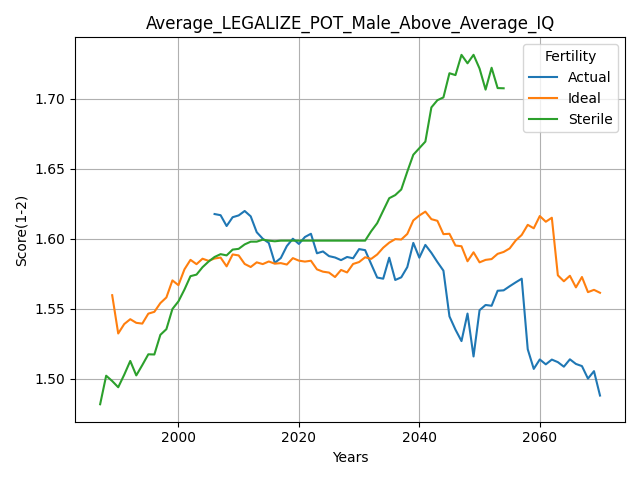 Average_LEGALIZE_POT_Male_Above_Average_IQ
Fertility
Actual
Ideal
Sterile
Score(1-2)
1.70
1.65
1.60
1.55
1.50
2000
2020
2040
2060
Years